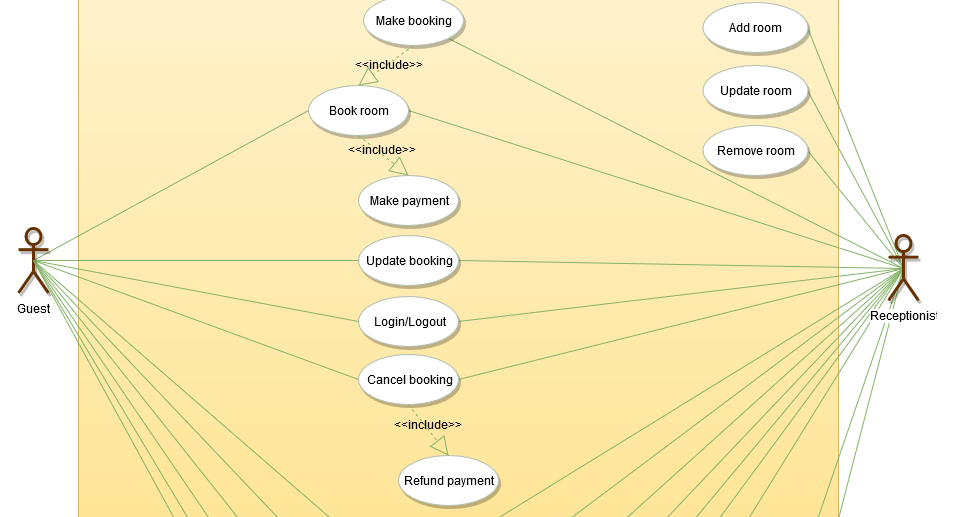 Make booking
Add room
<<include>>
Update room
Book room
<<include>>
Remove room
Make payment
Update booking
Guest
Receptionist
Login/Logout
Cancel booking
<<include>>
Refund payment